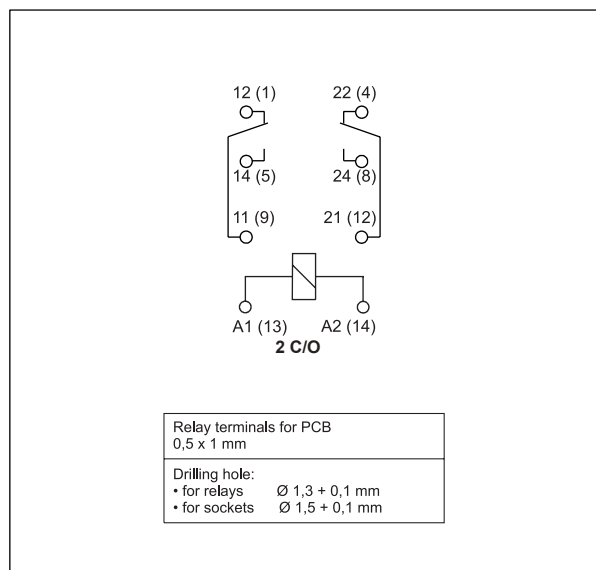 12 (1) 22 (4)
14 (5) 24 (8)
11 (9) 21 (12)
A1 (13) A2 (14)
2 C/O
Relay terminals for PCB
0,5 x 1 mm
Drilling hole:
• for relays Ø 1,3 + 0,1 mm
• for sockets Ø 1,5 + 0,1 mm